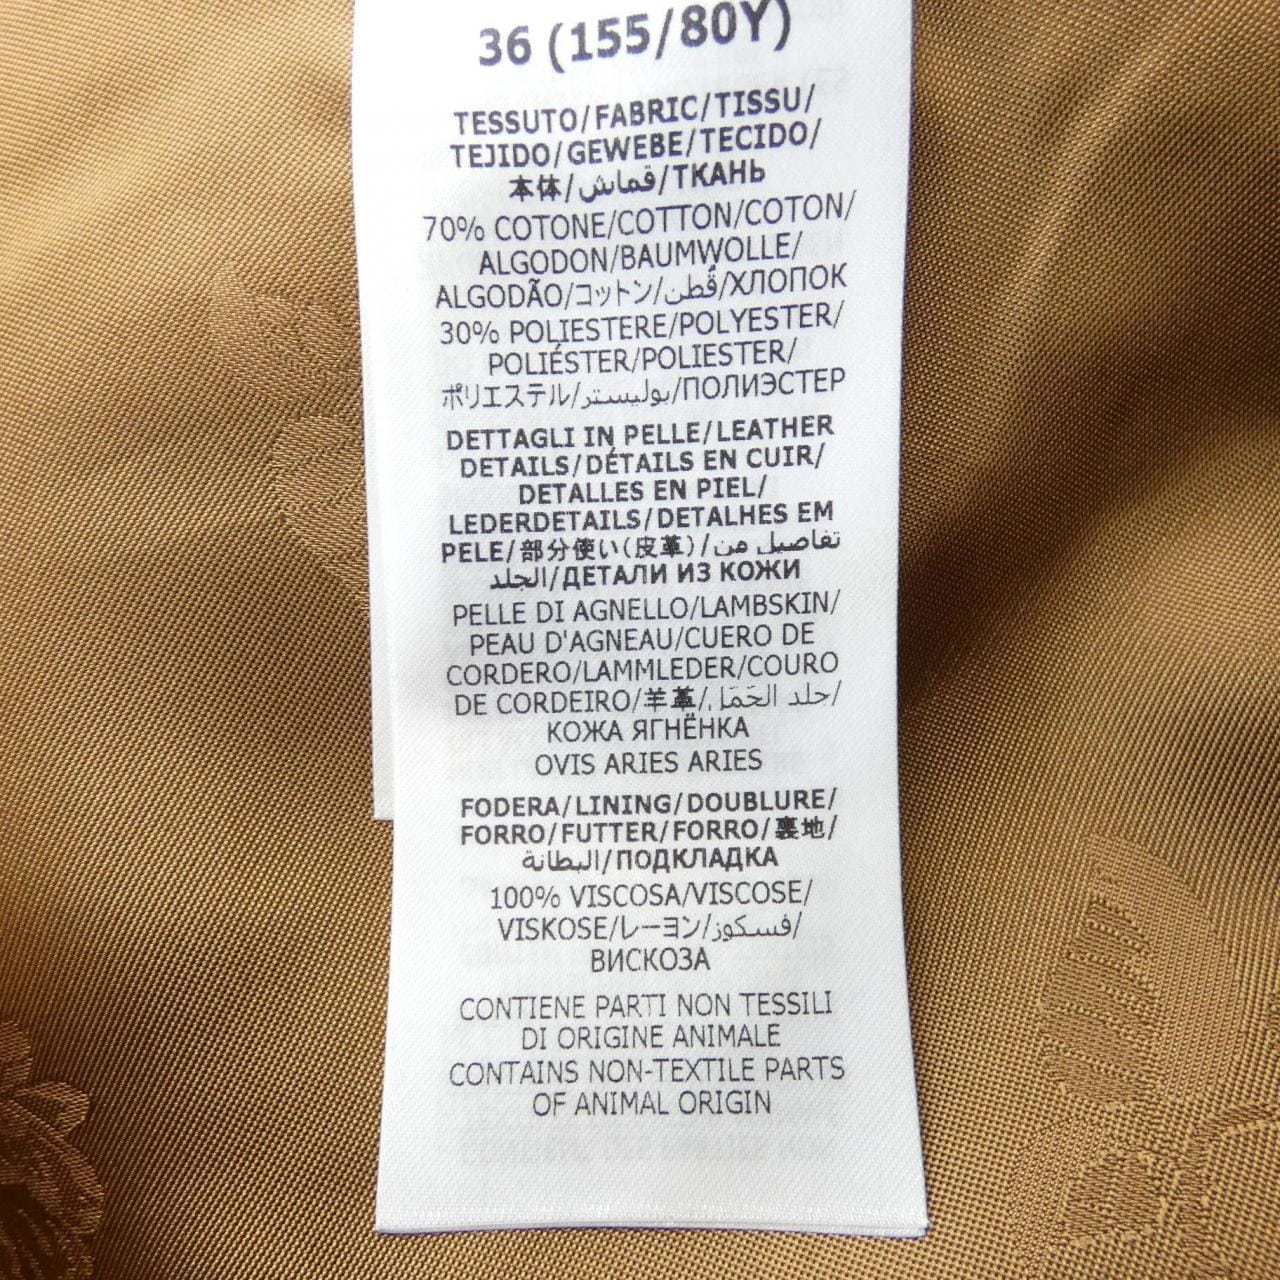 36 (155/80Y)
TESSUTO/FABRIC/TISSU/
TEJIDO/GEWEBE/TECIDO/
本体/قماش/ТКАНЬ
70% COTONE/COTTON/COTON/
ALGODON/BAUMWOLLE/
ALGODÃO/コットン/قُطن/ХЛОПОК
30% POLIESTERE/POLYESTER/
POLIÉSTER/POLIESTER/
ポリエステル/بوليستر/ПОЛИЭСТЕР
DETTAGLI IN PELLE/LEATHER
DETAILS/DÉTAILS EN CUIR/
DETALLES EN PIEL/
LEDERDETAILS/DETALHES EM
PELE/部分使い(皮革)/تفاصيل من
الجلد/ДЕТАЛИ ИЗ КОЖИ
PELLE DI AGNELLO/LAMBSKIN/
PEAU D'AGNEAU/CUERO DE
CORDERO/LAMMLEDER/COURO
DE CORDEIRO/羊革/جلد الحَمَل/
КОЖА ЯГНЁНКА
OVIS ARIES ARIES
FODERA/LINING/DOUBLURE/
FORRO/FUTTER/FORRO/裏地/
البطانة/ПОДКЛАДКА
100% VISCOSA/VISCOSE/
VISKOSE/レーヨン/فسكوز/
ВИСКОЗА
CONTIENE PARTI NON TESSILI
DI ORIGINE ANIMALE
CONTAINS NON-TEXTILE PARTS
OF ANIMAL ORIGIN